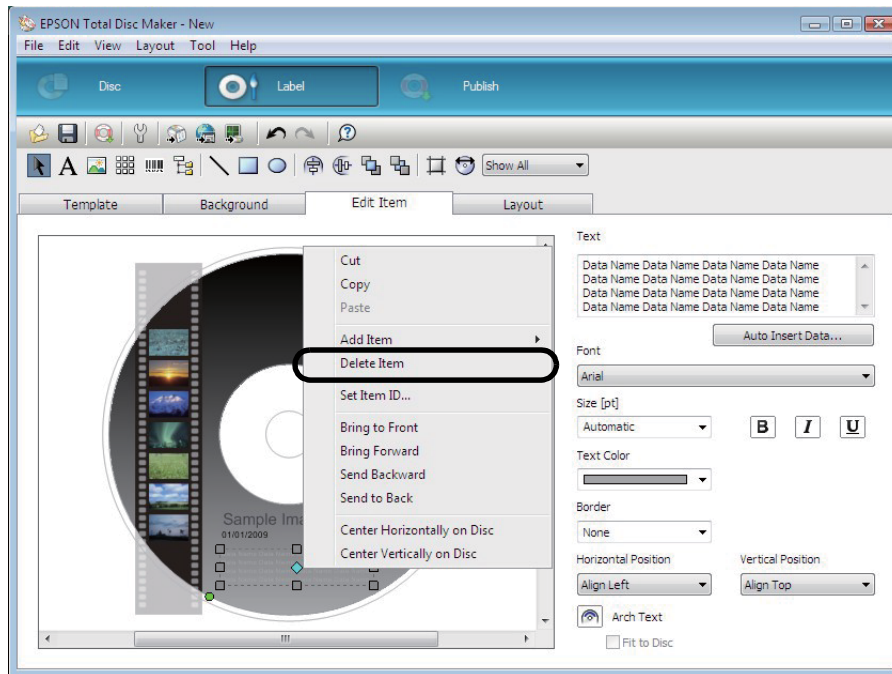 EPSON Total Disc Maker - New
File Edit View Layout Tool Help
Disc Label Publish
Show All
Template Background Edit Item Layout
Cut
Copy
Paste
Add Item
Delete Item
Set Item ID...
Bring to Front
Bring Forward
Send Backward
Send to Back
Center Horizontally on Disc
Center Vertically on Disc
Sample Ima
01/01/2009
Text
Data Name Data Name Data Name Data Name
Data Name Data Name Data Name Data Name
Data Name Data Name Data Name Data Name
Data Name Data Name Data Name Data Name
Auto Insert Data...
Font
Arial
Size [pt]
Automatic B I U
Text Color
Border
None
Horizontal Position Vertical Position
Align Left Align Top
Arch Text
Fit to Disc